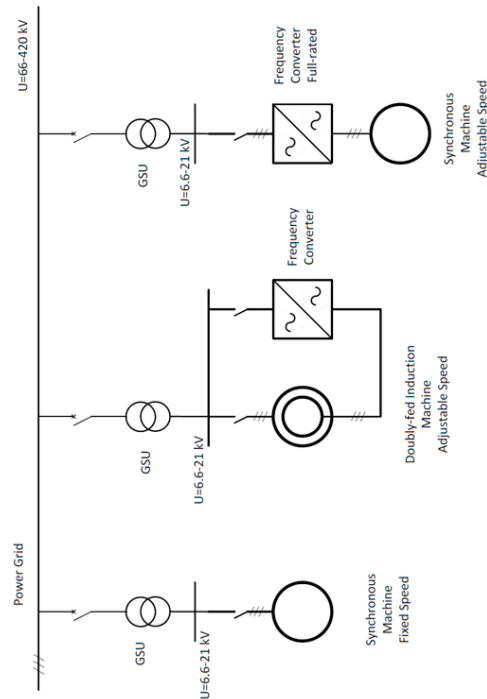 Power Grid
U=66-420 kV
GSU
U=6.6-21 kV
Synchronous
Machine
Fixed Speed
GSU
U=6.6-21 kV
Frequency
Converter
Doubly-fed Induction
Machine
Adjustable Speed
GSU
U=6.6-21 kV
Frequency
Converter
Full-rated
Synchronous
Machine
Adjustable Speed